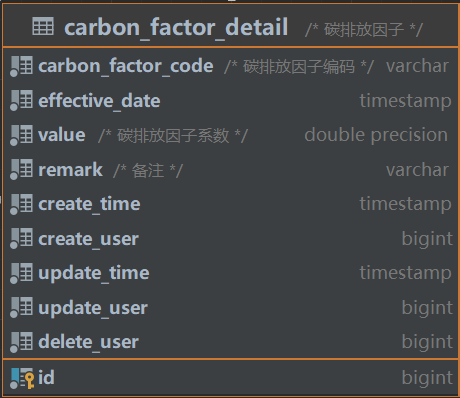 carbon_factor_detail /* 碳排放因子 */
carbon_factor_code /* 碳排放因子编码 */ varchar
effective_date timestamp
value /* 碳排放因子系数 */ double precision
remark /* 备注 */ varchar
create_time timestamp
create_user bigint
update_time timestamp
update_user bigint
delete_user bigint
id bigint